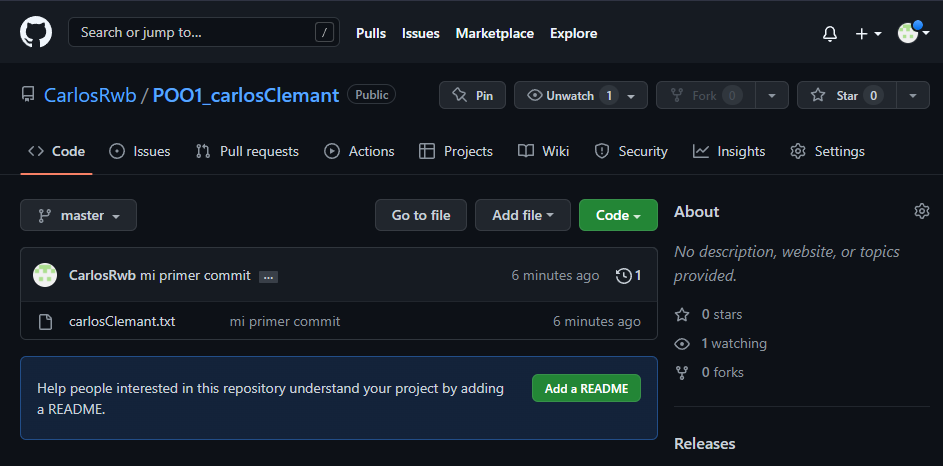 Search or jump to... /
Pulls Issues Marketplace Explore
CarlosRwb / POO1_carlosClemant Public
Pin Unwatch 1 Fork 0 Star 0
Code Issues Pull requests Actions Projects Wiki Security Insights Settings
master Go to file Add file Code
CarlosRwb mi primer commit ... 6 minutes ago 1
carlosClemant.txt mi primer commit 6 minutes ago
Help people interested in this repository understand your project by adding
a README.
Add a README
About
No description, website, or topics
provided.
0 stars
1 watching
0 forks
Releases